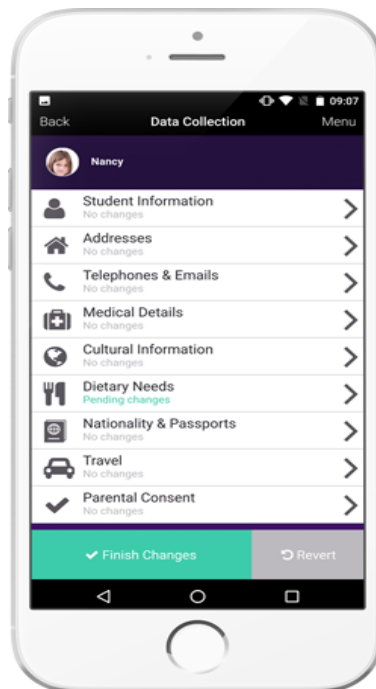 09:07
Back Data Collection Menu
Nancy
Student Information
No changes
Addresses
No changes
Telephones & Emails
No changes
Medical Details
No changes
Cultural Information
No changes
Dietary Needs
Pending changes
Nationality & Passports
No changes
Travel
No changes
Parental Consent
No changes
Finish Changes Revert